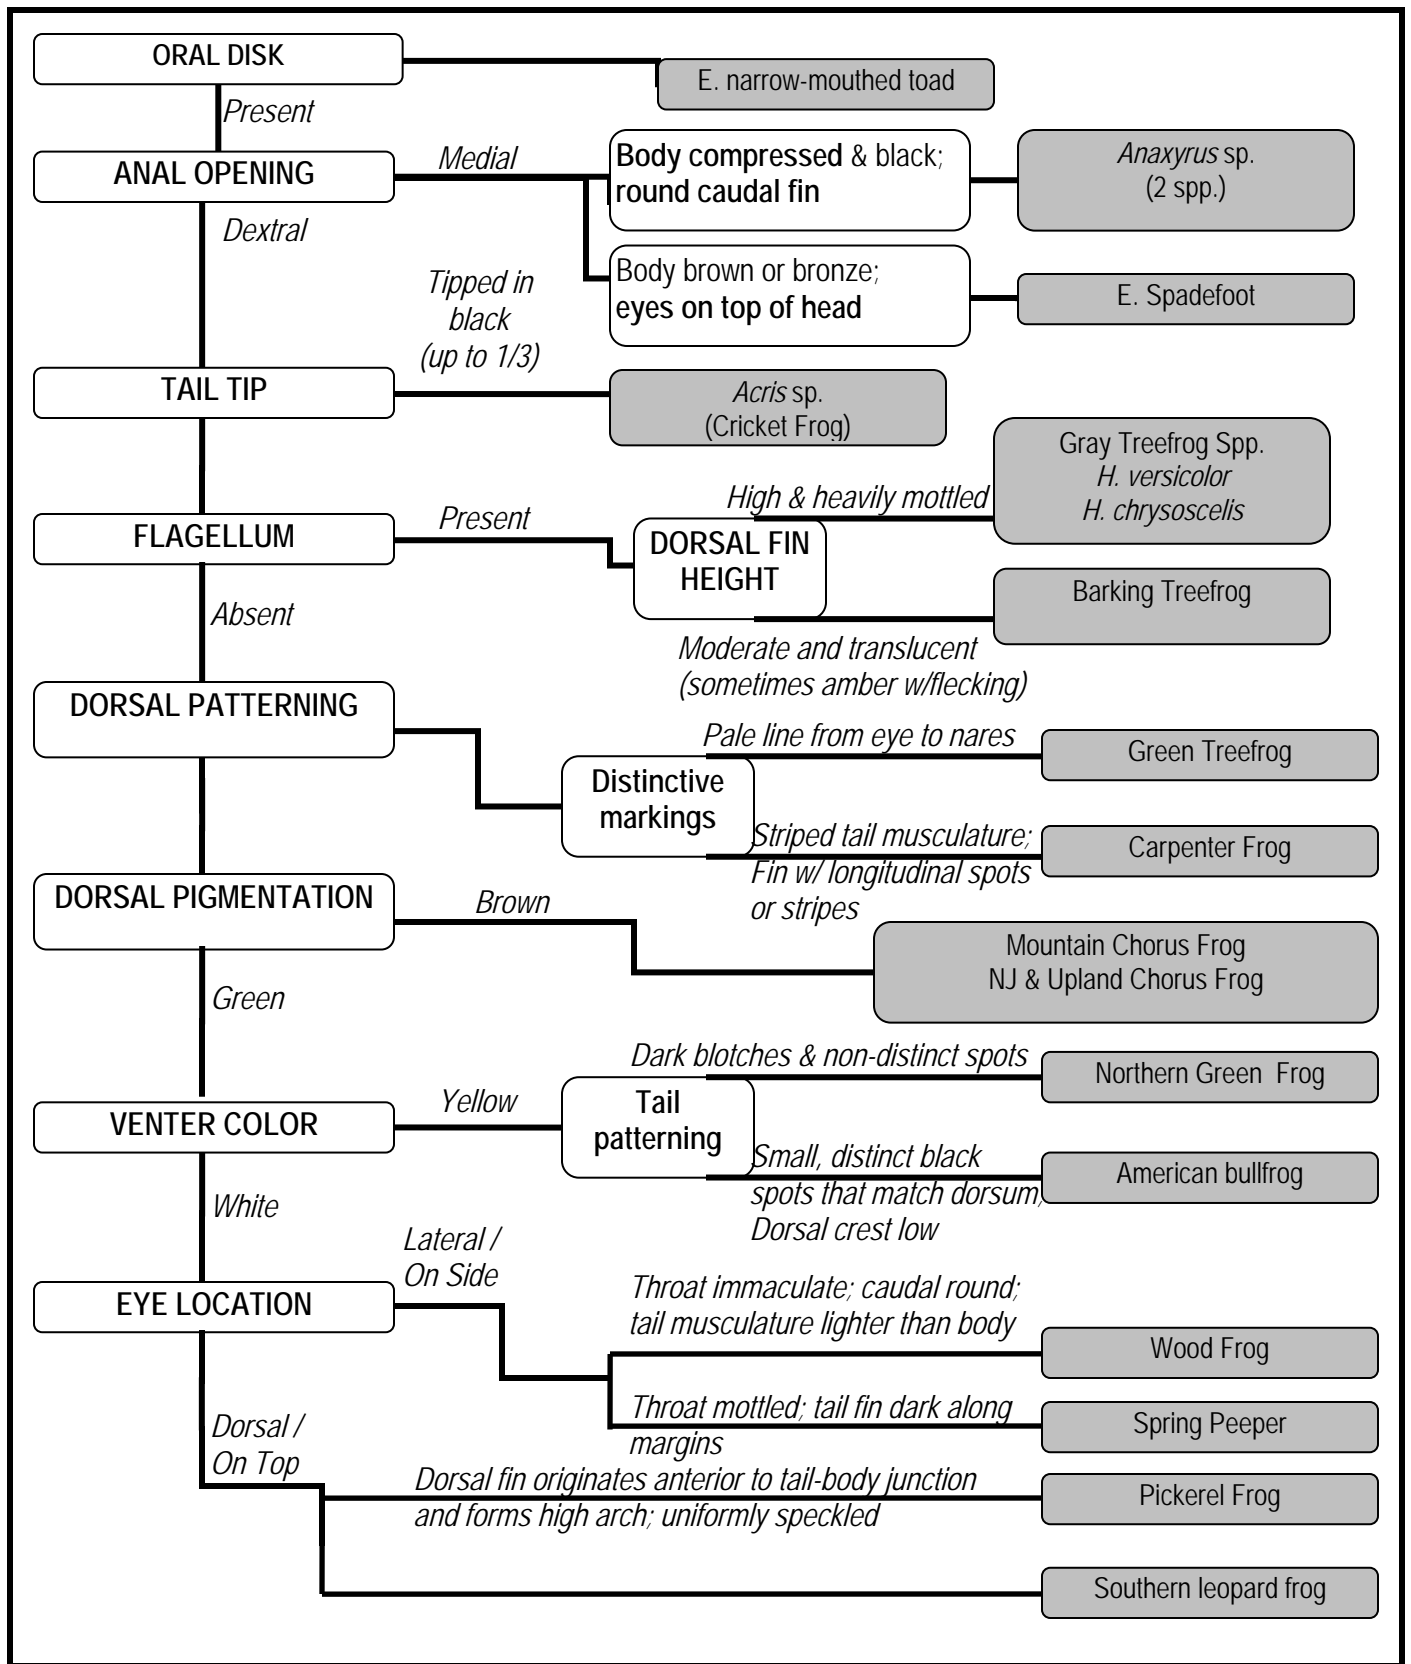 ORAL DISK
E. narrow-mouthed toad
Present
ANAL OPENING
Medial
Body compressed & black;
round caudal fin
Anaxyrus sp.
(2 spp.)
Dextral
Body brown or bronze;
eyes on top of head
E. Spadefoot
Tipped in
black
(up to 1/3)
TAIL TIP
Acris sp.
(Cricket Frog)
Gray Treefrog Spp.
H. versicolor
H. chrysoscelis
High & heavily mottled
FLAGELLUM
Present
DORSAL FIN
HEIGHT
Barking Treefrog
Absent
Moderate and translucent
(sometimes amber w/flecking)
DORSAL PATTERNING
Pale line from eye to nares
Green Treefrog
Distinctive
markings
Striped tail musculature;
Fin w/ longitudinal spots
or stripes
Carpenter Frog
DORSAL PIGMENTATION
Brown
Mountain Chorus Frog
NJ & Upland Chorus Frog
Green
Dark blotches & non-distinct spots
Northern Green Frog
VENTER COLOR
Yellow
Tail
patterning
Small, distinct black
spots that match dorsum;
Dorsal crest low
American bullfrog
White
Lateral /
On Side
EYE LOCATION
Throat immaculate; caudal round;
tail musculature lighter than body
Wood Frog
Throat mottled; tail fin dark along
margins
Spring Peeper
Dorsal /
On Top
Dorsal fin originates anterior to tail-body junction
and forms high arch; uniformly speckled
Pickerel Frog
Southern leopard frog